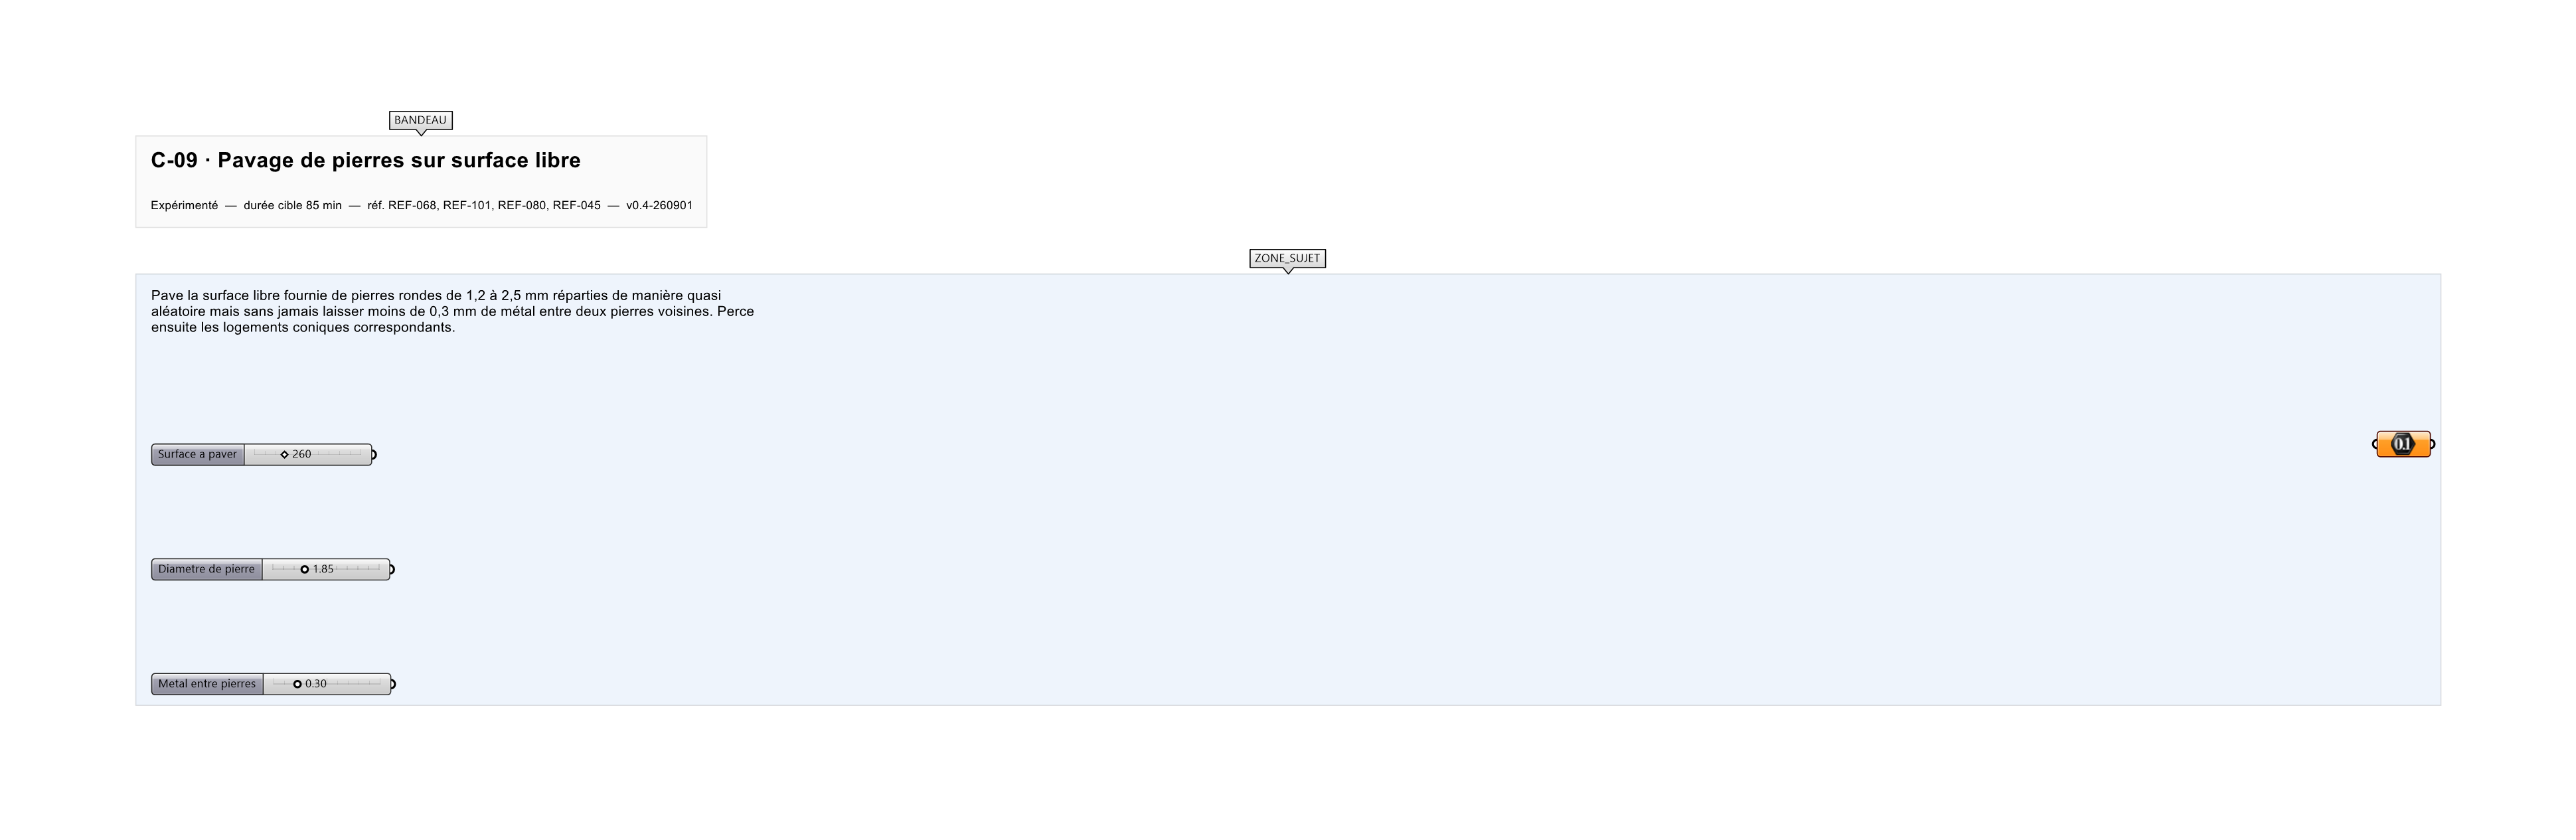 BANDEAU
C-09 · Pavage de pierres sur surface libre
Expérimenté — durée cible 85 min — réf. REF-068, REF-101, REF-080, REF-045 — v0.4-260901
ZONE_SUJET
Pave la surface libre fournie de pierres rondes de 1,2 à 2,5 mm réparties de manière quasi
aléatoire mais sans jamais laisser moins de 0,3 mm de métal entre deux pierres voisines. Perce
ensuite les logements coniques correspondants.
Surface a paver 260
0.1
Diametre de pierre 1.85
Metal entre pierres 0.30